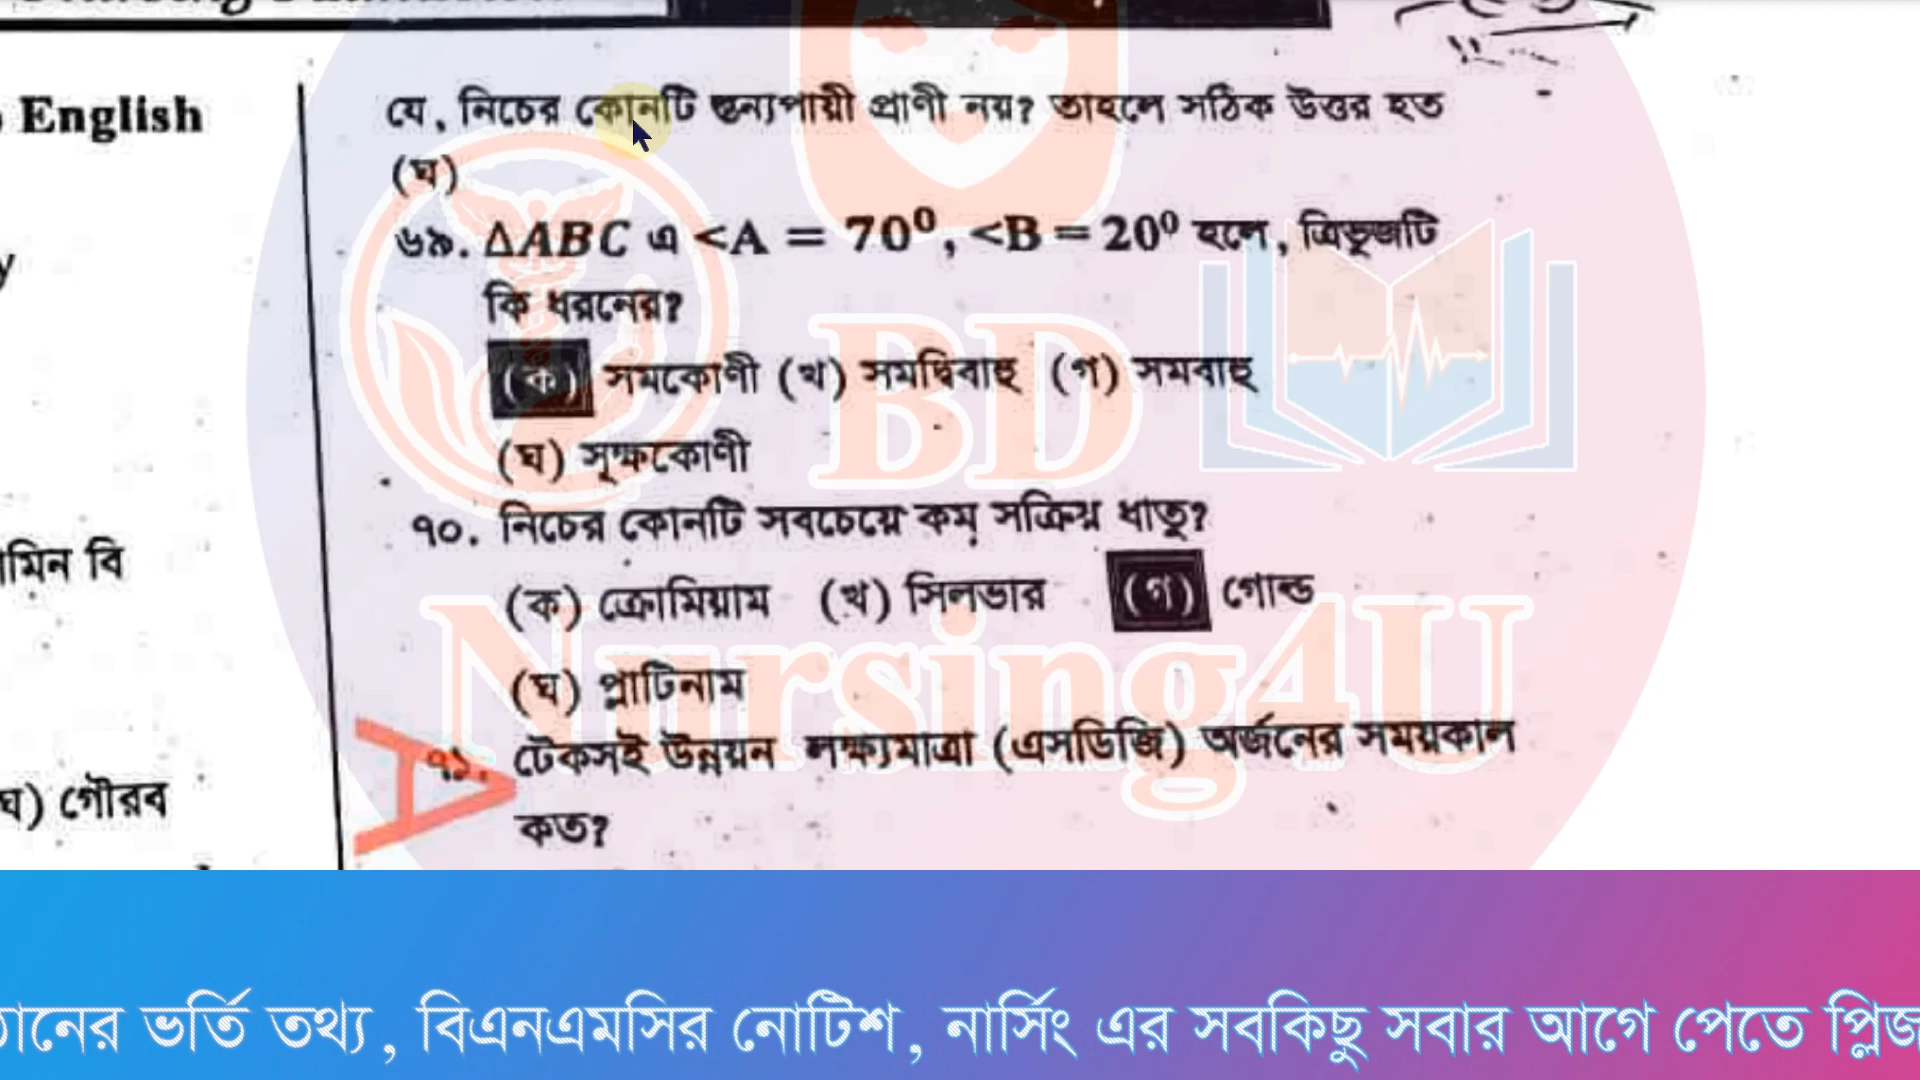 English
যে, নিচের কোনটি স্তন্যপায়ী প্রাণী নয়? তাহলে সঠিক উত্তর হত
(ঘ)
৬৯. ΔABC এ <A = 70⁰, <B = 20⁰ হলে, ত্রিভুজটি
কি ধরনের?
(ক) সমকোণী (খ) সমদ্বিবাহু (গ) সমবাহু
(ঘ) সূক্ষ্মকোণী
৭০. নিচের কোনটি সবচেয়ে কম সক্রিয় ধাতু?
(ক) ক্রোমিয়াম (খ) সিলভার (গ) গোল্ড
(ঘ) প্লাটিনাম
৭১. টেকসই উন্নয়ন লক্ষ্যমাত্রা (এসডিজি) অর্জনের সময়কাল
কত?
মিন বি
ঘ) গৌরব
BD
Nursing4U
A
ানের ভর্তি তথ্য, বিএনএমসির নোটিশ, নার্সিং এর সবকিছু সবার আগে পেতে প্লিজ